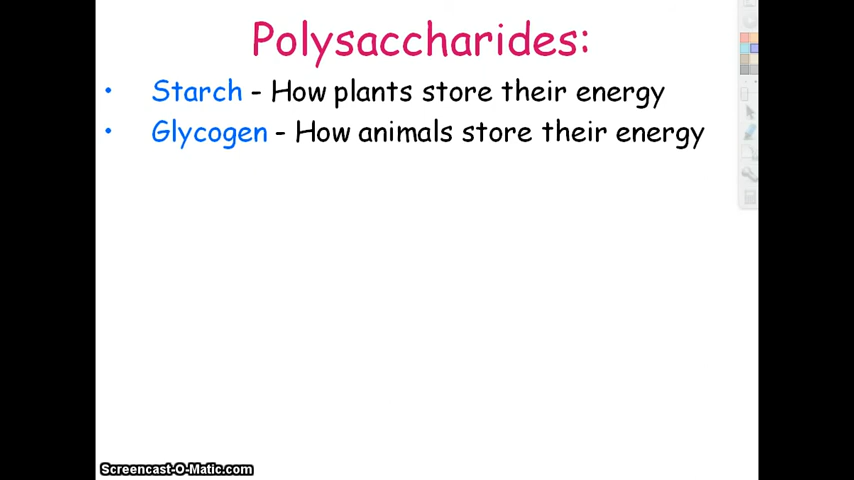 Polysaccharides:
• Starch - How plants store their energy
• Glycogen - How animals store their energy
Screencast-O-Matic.com